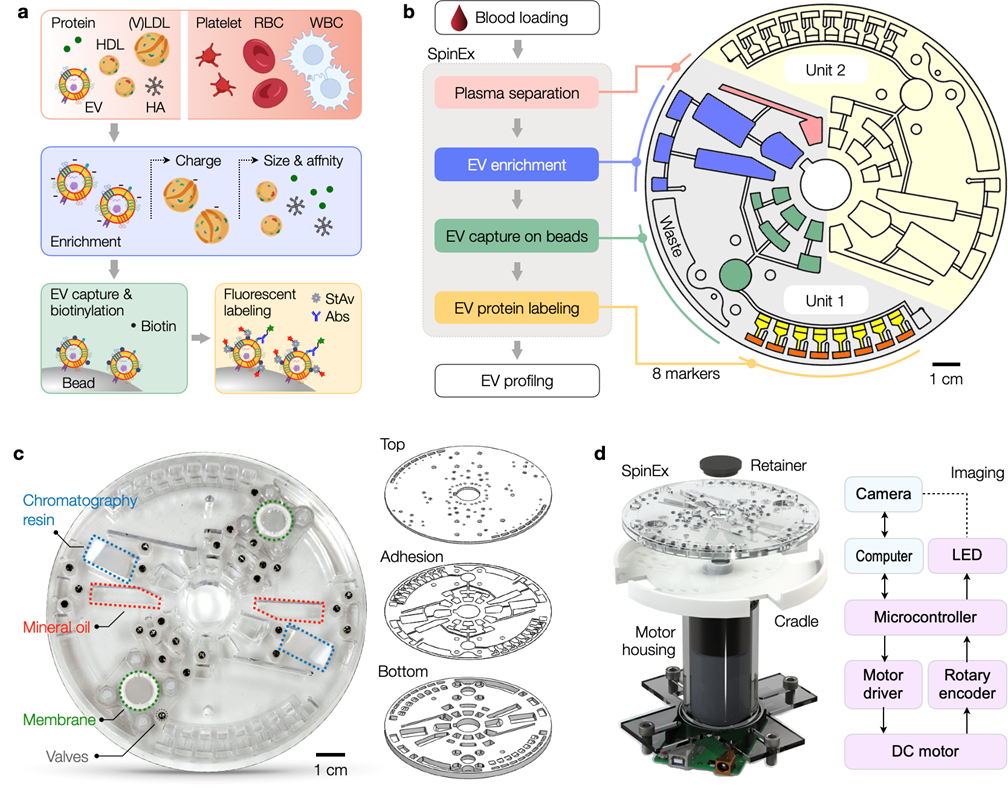 a
Protein
HDL
(V)LDL
EV
HA
Platelet
RBC
WBC
Charge
Size & affnity
Enrichment
EV capture &
biotinylation
Biotin
Bead
Fluorescent
labeling
StAv
Abs
b
Blood loading
SpinEx
Plasma separation
EV enrichment
EV capture on beads
EV protein labeling
EV profilng
8 markers
Unit 2
Waste
Unit 1
1 cm
c
Chromatography
resin
Mineral oil
Membrane
Valves
1 cm
Top
Adhesion
Bottom
d
SpinEx
Retainer
Cradle
Motor
housing
Imaging
Camera
Computer
LED
Microcontroller
Motor
driver
Rotary
encoder
DC motor